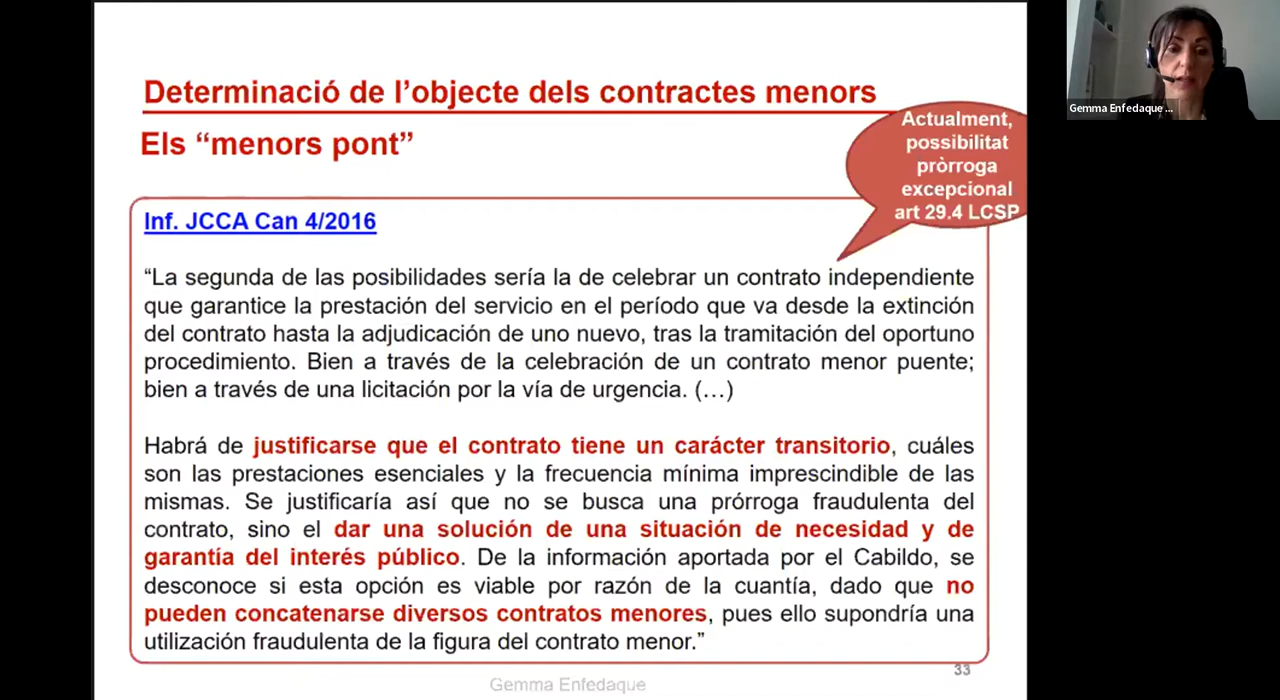 Determinació de l’objecte dels contractes menors
Els “menors pont”
Actualment,
possibilitat
pròrroga
excepcional
art 29.4 LCSP
Inf. JCCA Can 4/2016
“La segunda de las posibilidades sería la de celebrar un contrato independiente
que garantice la prestación del servicio en el período que va desde la extinción
del contrato hasta la adjudicación de uno nuevo, tras la tramitación del oportuno
procedimiento. Bien a través de la celebración de un contrato menor puente;
bien a través de una licitación por la vía de urgencia. (…)
Habrá de justificarse que el contrato tiene un carácter transitorio, cuáles
son las prestaciones esenciales y la frecuencia mínima imprescindible de las
mismas. Se justificaría así que no se busca una prórroga fraudulenta del
contrato, sino el dar una solución de una situación de necesidad y de
garantía del interés público. De la información aportada por el Cabildo, se
desconoce si esta opción es viable por razón de la cuantía, dado que no
pueden concatenarse diversos contratos menores, pues ello supondría una
utilización fraudulenta de la figura del contrato menor.”
33
Gemma Enfedaque
Gemma Enfedaque ...